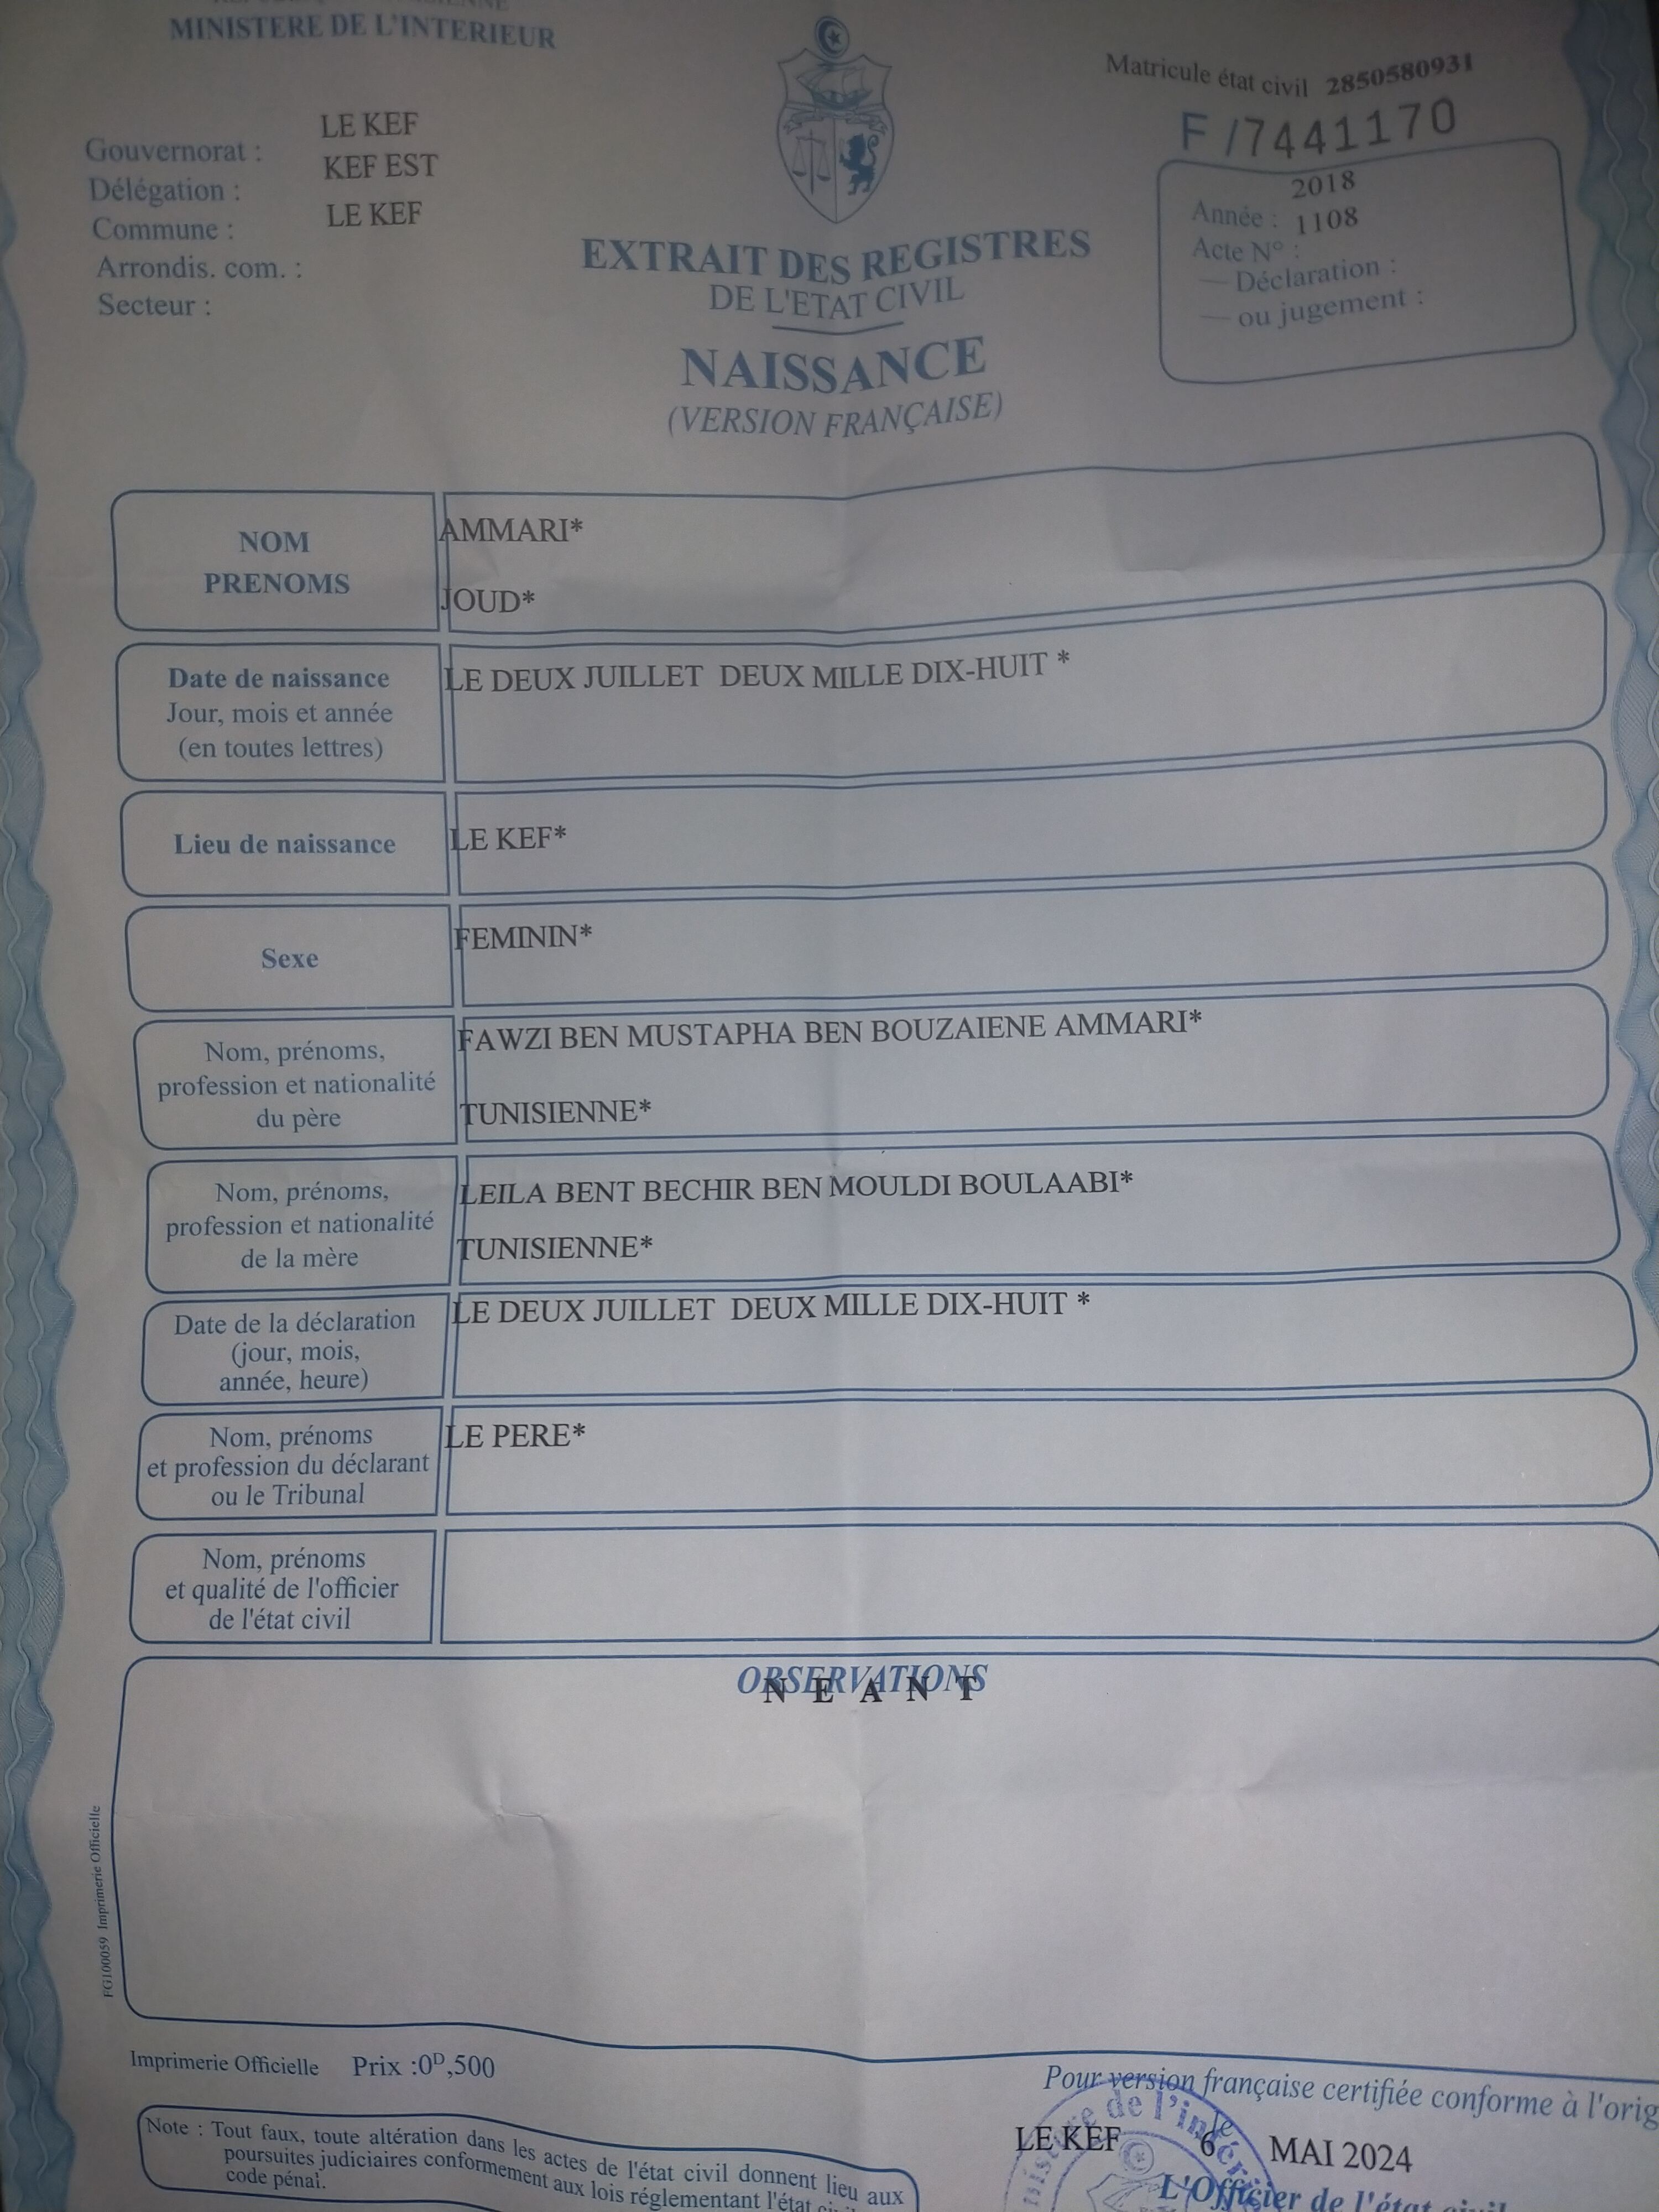 MINISTERE DE L'INTERIEUR
Matricule état civil 2850580931
F /7441170
Gouvernorat : LE KEF
Délégation : KEF EST
Commune : LE KEF
Arrondis. com. :
Secteur :
Année : 2018
Acte N° : 1108
— Déclaration :
— ou jugement :
EXTRAIT DES REGISTRES
DE L'ETAT CIVIL
NAISSANCE
(VERSION FRANÇAISE)
NOM AMMARI*
PRENOMS JOUD*
Date de naissance LE DEUX JUILLET DEUX MILLE DIX-HUIT *
Jour, mois et année
(en toutes lettres)
Lieu de naissance LE KEF*
Sexe FEMININ*
Nom, prénoms, FAWZI BEN MUSTAPHA BEN BOUZAIENE AMMARI*
profession et nationalité
du père TUNISIENNE*
Nom, prénoms, LEILA BENT BECHIR BEN MOULDI BOULAABI*
profession et nationalité
de la mère TUNISIENNE*
Date de la déclaration LE DEUX JUILLET DEUX MILLE DIX-HUIT *
(jour, mois,
année, heure)
Nom, prénoms LE PERE*
et profession du déclarant
ou le Tribunal
Nom, prénoms
et qualité de l'officier
de l'état civil
OBSERVATIONS
N E A N T
FG100059 Imprimerie Officielle
Imprimerie Officielle Prix :0ᴰ,500
Pour version française certifiée conforme à l'orig
LE KEF le 6 MAI 2024
L'Officier de l'état civil
Note : Tout faux, toute altération dans les actes de l'état civil donnent lieu aux
poursuites judiciaires conformement aux lois réglementant l'état
code pénal.